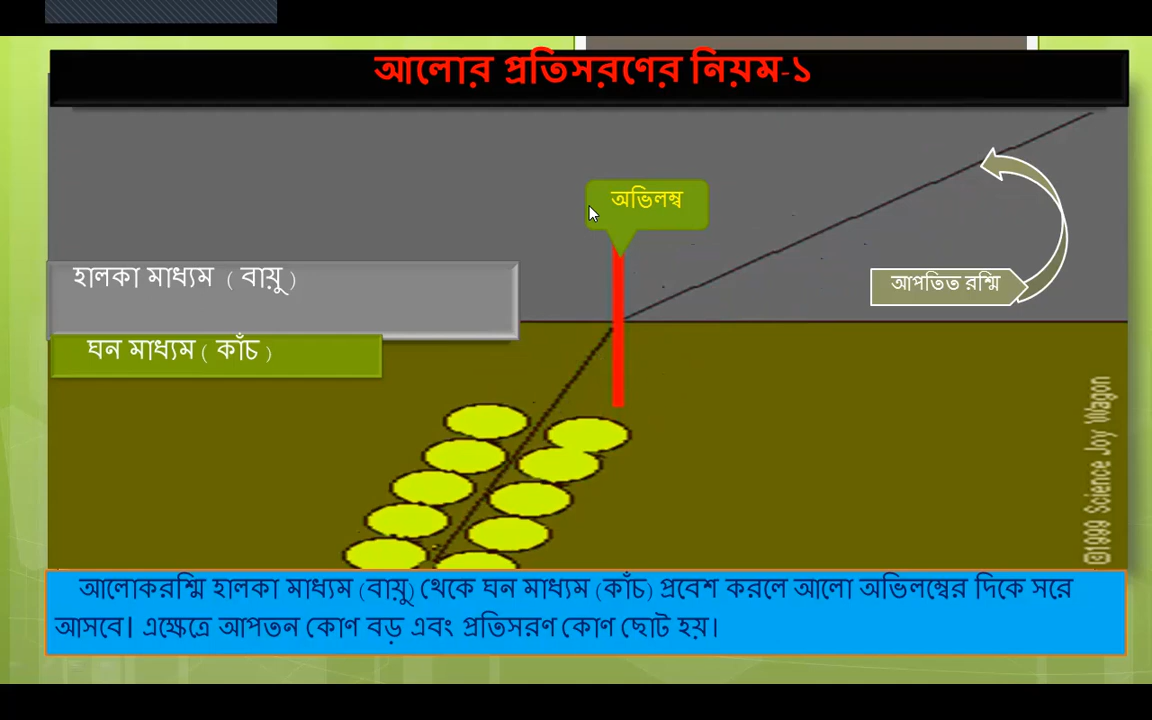 আলোর প্রতিসরণের নিয়ম-১
অভিলম্ব
হালকা মাধ্যম ( বায়ু )
আপতিত রশ্মি
ঘন মাধ্যম ( কাঁচ )
©1999 Science Joy Wagon
আলোকরশ্মি হালকা মাধ্যম (বায়ু) থেকে ঘন মাধ্যম (কাঁচ) প্রবেশ করলে আলো অভিলম্বের দিকে সরে
আসবে। এক্ষেত্রে আপতন কোণ বড় এবং প্রতিসরণ কোণ ছোট হয়।